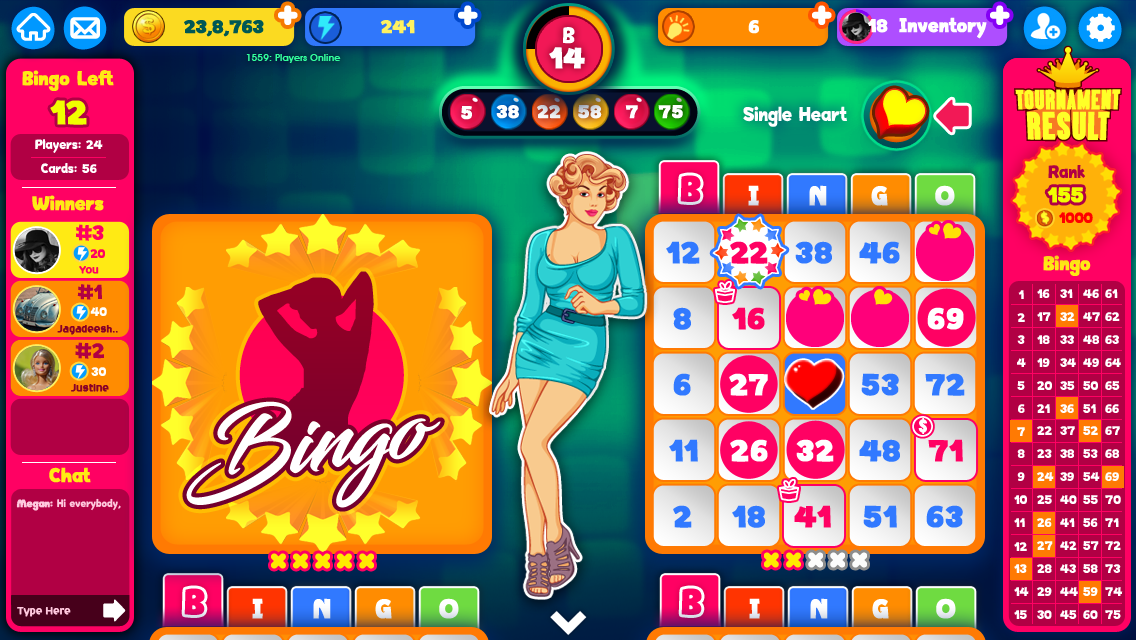 23,8,763
241
6
18 Inventory
1559: Players Online
B
14
5 38 22 58 7 75
Single Heart
Bingo Left
12
Players: 24
Cards: 56
Winners
#3
20
You
#1
40
Jagadeesh..
#2
30
Justine
Chat
Megan: Hi everybody,
Type Here
Bingo
B I N G O
12 22 38 46
8 16 69
6 27 53 72
11 26 32 48 $ 71
2 18 41 51 63
B I N G O
B I N G O
TOURNAMENT
RESULT
Rank
155
1000
Bingo
1 16 31 46 61
2 17 32 47 62
3 18 33 48 63
4 19 34 49 64
5 20 35 50 65
6 21 36 51 66
7 22 37 52 67
8 23 38 53 68
9 24 39 54 69
10 25 40 55 70
11 26 41 56 71
12 27 42 57 72
13 28 43 58 73
14 29 44 59 74
15 30 45 60 75